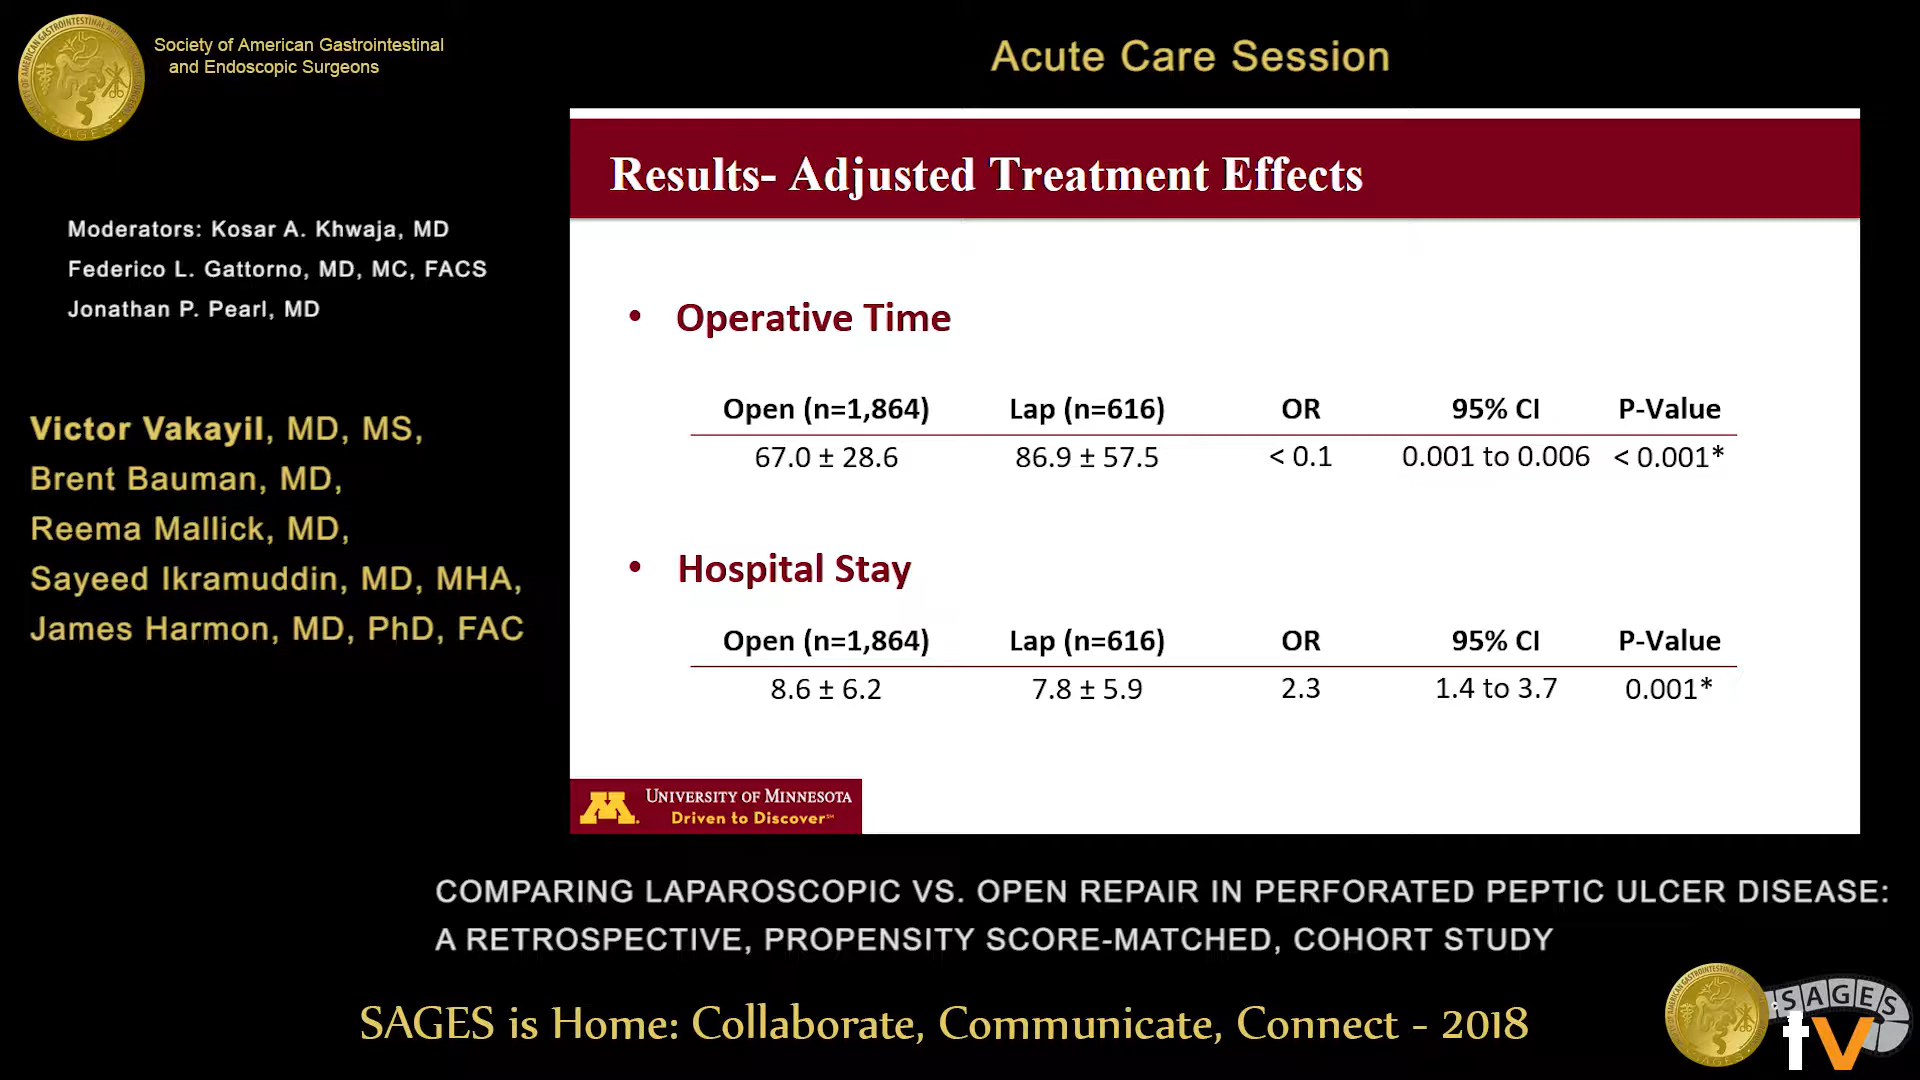 Society of American Gastrointestinal
and Endoscopic Surgeons
Acute Care Session
Moderators: Kosar A. Khwaja, MD
Federico L. Gattorno, MD, MC, FACS
Jonathan P. Pearl, MD
Victor Vakayil, MD, MS,
Brent Bauman, MD,
Reema Mallick, MD,
Sayeed Ikramuddin, MD, MHA,
James Harmon, MD, PhD, FAC
Results- Adjusted Treatment Effects
• Operative Time
Open (n=1,864) Lap (n=616) OR 95% CI P-Value
67.0 ± 28.6 86.9 ± 57.5 < 0.1 0.001 to 0.006 < 0.001*
• Hospital Stay
Open (n=1,864) Lap (n=616) OR 95% CI P-Value
8.6 ± 6.2 7.8 ± 5.9 2.3 1.4 to 3.7 0.001*
UNIVERSITY OF MINNESOTA
Driven to Discover℠
COMPARING LAPAROSCOPIC VS. OPEN REPAIR IN PERFORATED PEPTIC ULCER DISEASE:
A RETROSPECTIVE, PROPENSITY SCORE-MATCHED, COHORT STUDY
SAGES is Home: Collaborate, Communicate, Connect - 2018
SAGES
tv